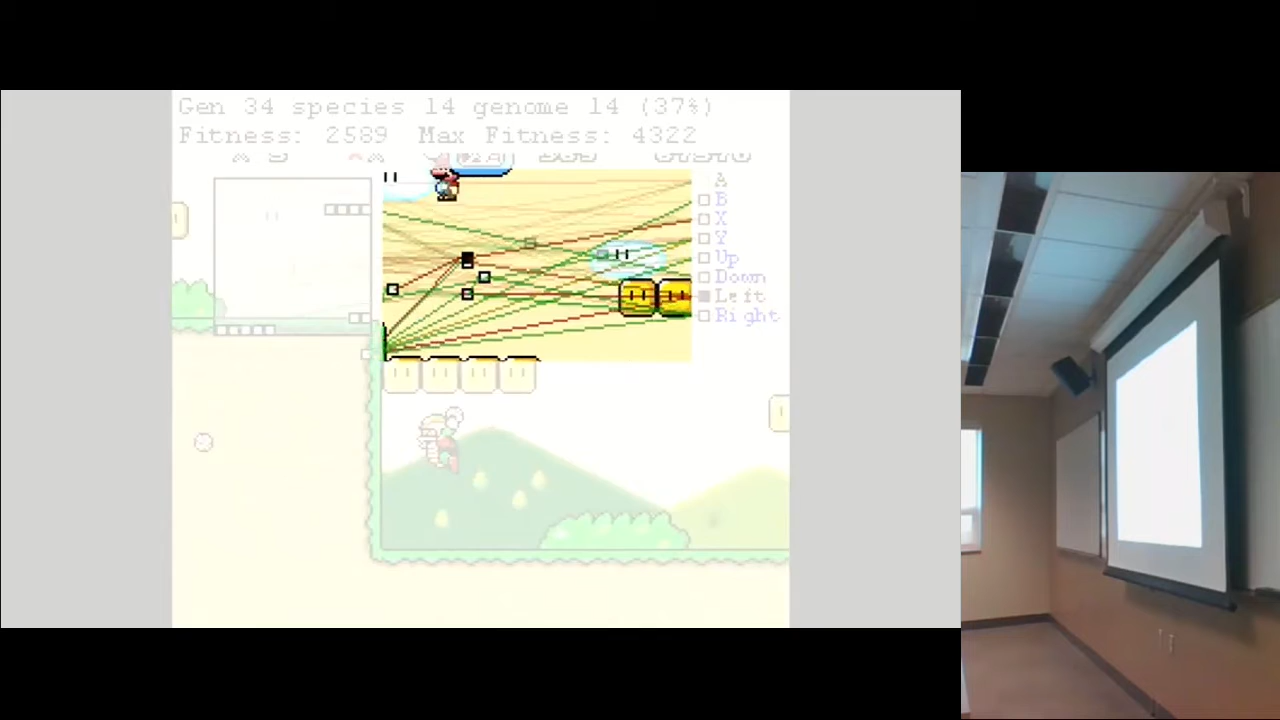 Gen 34 species 14 genome 14 (37%)
Fitness: 2589 Max Fitness: 4322
A
B
X
Y
Up
Down
Left
Right